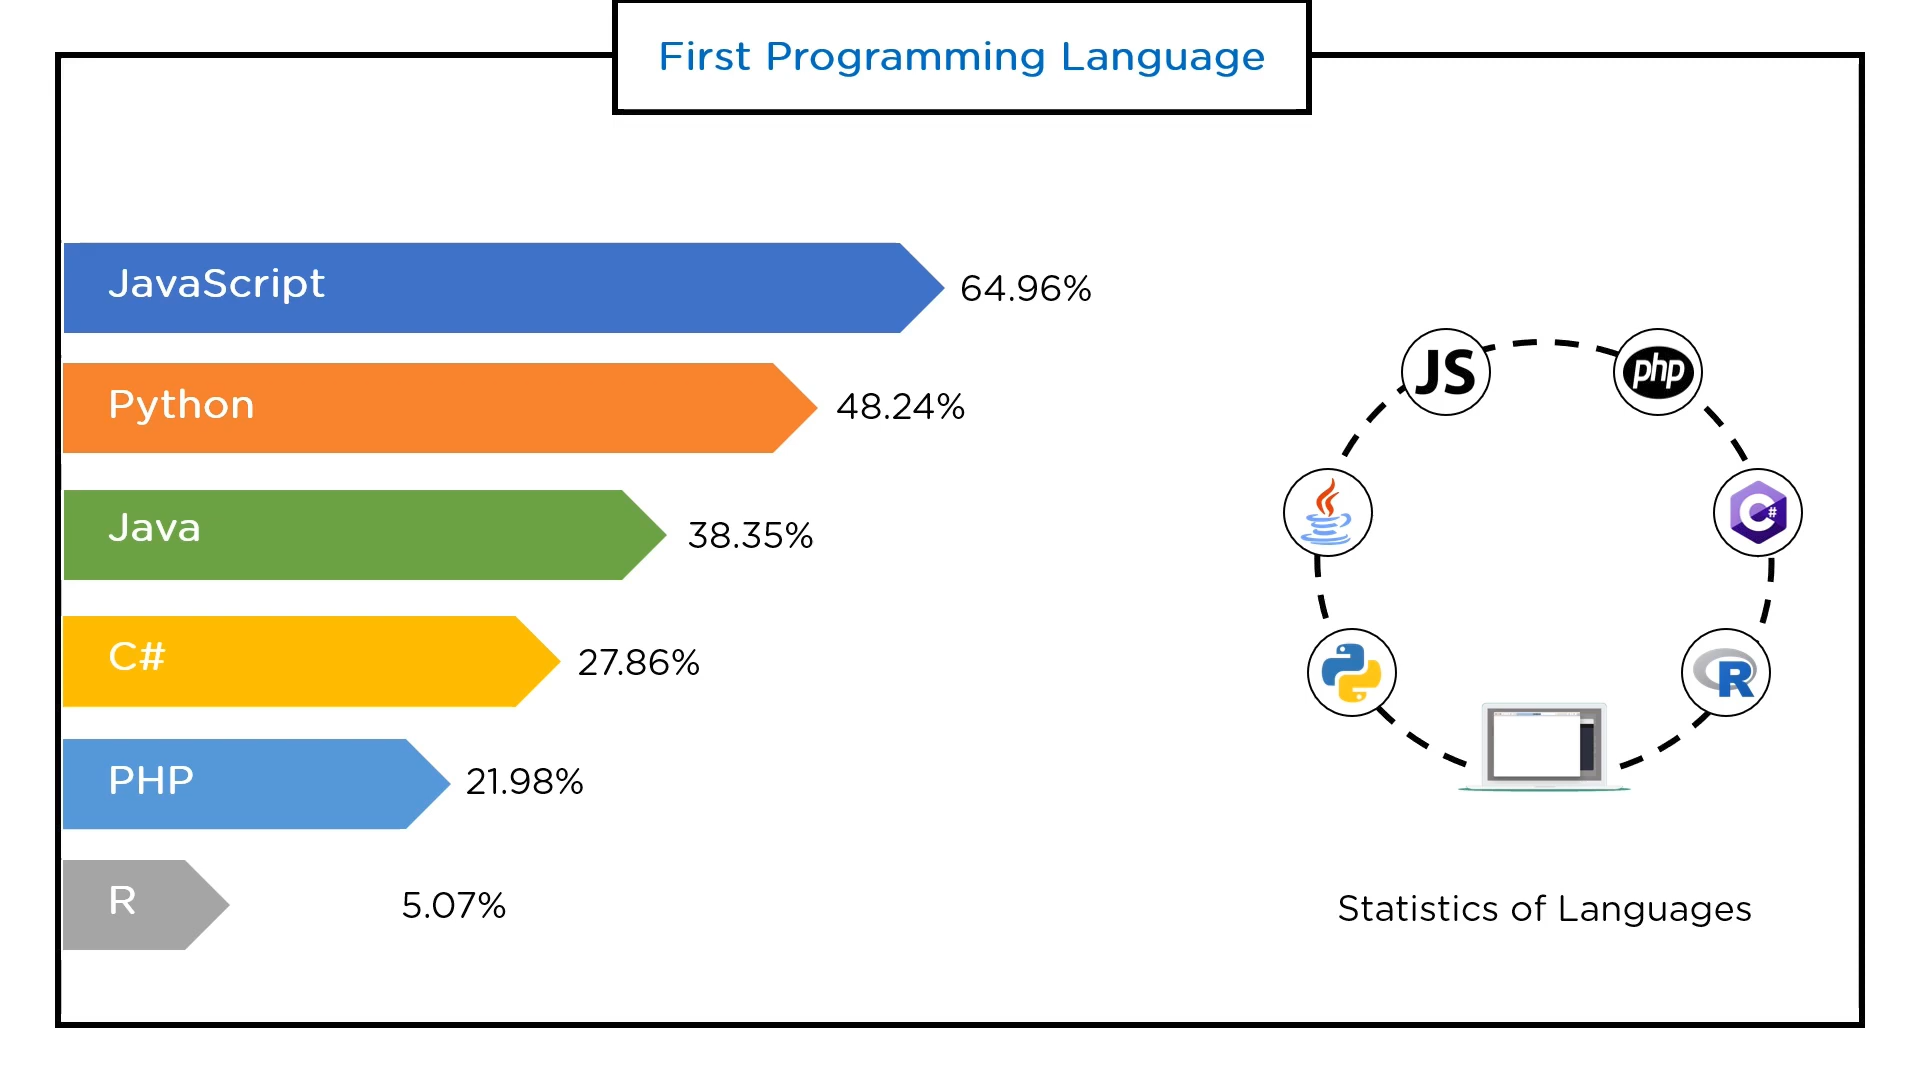 First Programming Language
JavaScript
64.96%
Python
48.24%
Java
38.35%
C#
27.86%
PHP
21.98%
R
5.07%
JS
php
C#
R
Statistics of Languages